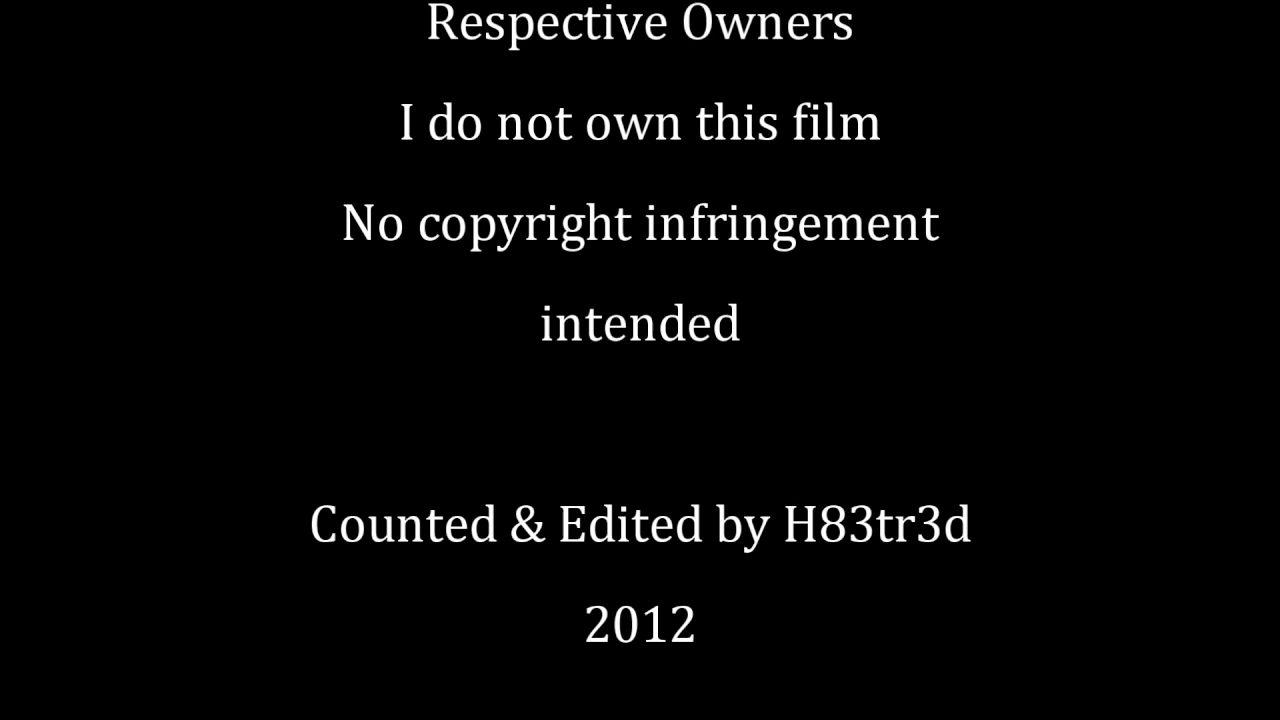 Respective Owners
I do not own this film
No copyright infringement
intended
Counted & Edited by H83tr3d
2012